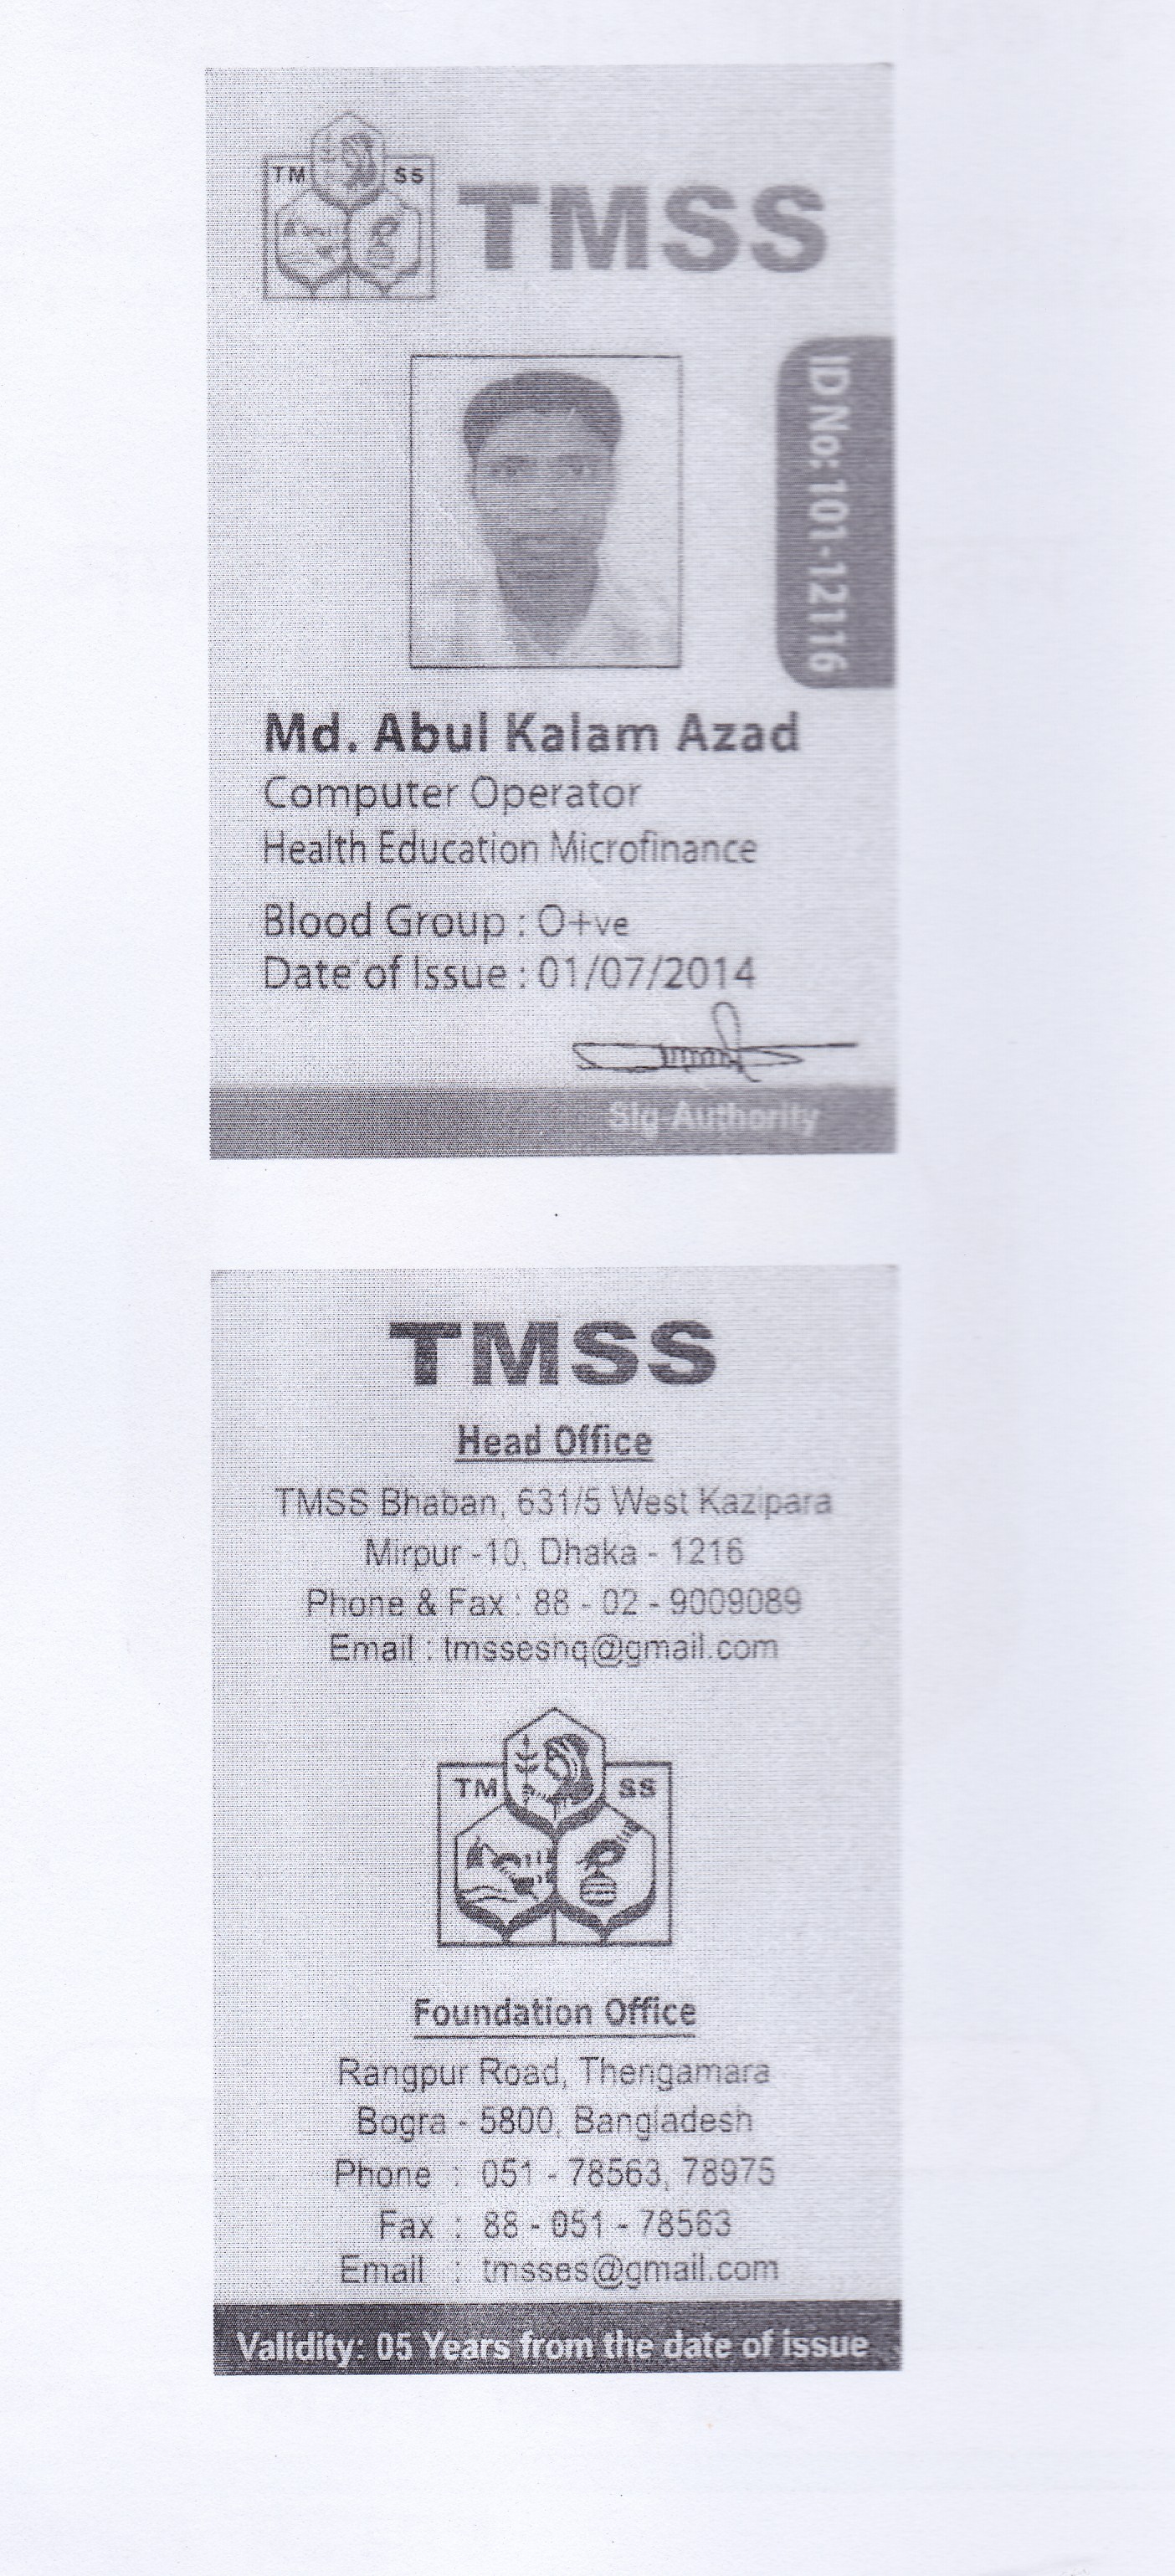 TM SS
TMSS
ID No: 101-12116
Md. Abul Kalam Azad
Computer Operator
Health Education Microfinance
Blood Group : O+ve
Date of Issue : 01/07/2014
Sig-Authority
TMSS
Head Office
TMSS Bhaban, 631/5 West Kazipara
Mirpur -10, Dhaka - 1216
Phone & Fax : 88 - 02 - 9009089
Email : tmsseshq@gmail.com
TM SS
Foundation Office
Rangpur Road, Thengamara
Bogra - 5800, Bangladesh
Phone : 051 - 78563, 78975
Fax : 88 - 051 - 78563
Email : tmsses@gmail.com
Validity: 05 Years from the date of issue